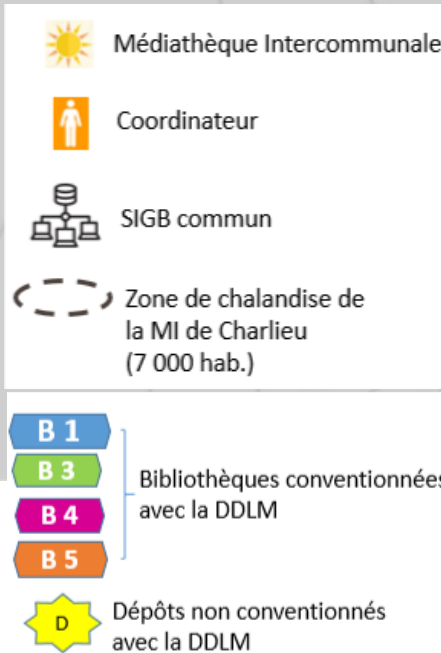 Médiathèque Intercommunale
Coordinateur
SIGB commun
Zone de chalandise de
la MI de Charlieu
(7 000 hab.)
B 1
B 3
B 4
B 5
Bibliothèques conventionnées
avec la DDLM
D
Dépôts non conventionnés
avec la DDLM